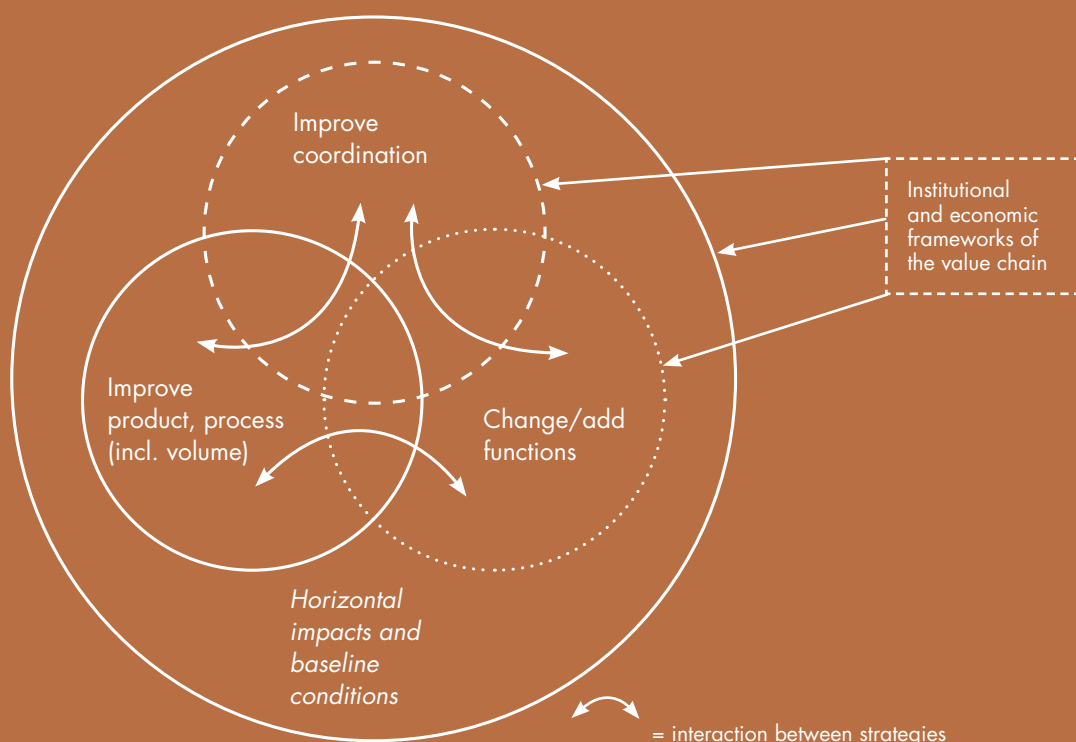 Improve
coordination
Institutional
and economic
frameworks of
the value chain
Improve
product, process
(incl. volume)
Change/add
functions
Horizontal
impacts and
baseline
conditions
= interaction between strategies